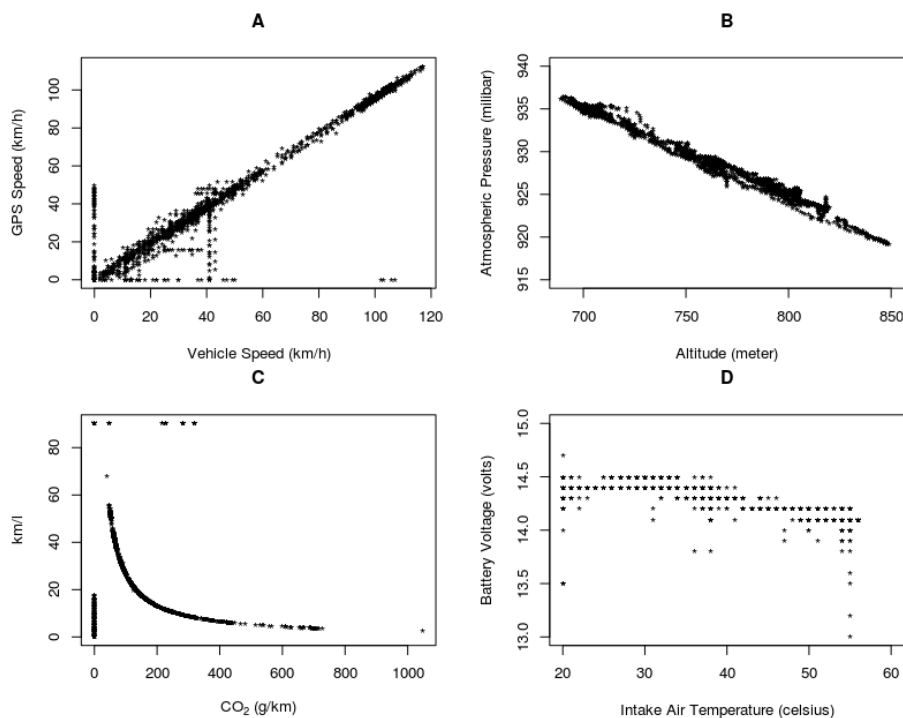 A
GPS Speed (km/h)
0 20 40 60 80 100
0 20 40 60 80 100 120
Vehicle Speed (km/h)
B
Atmospheric Pressure (milibar)
915 920 925 930 935 940
700 750 800 850
Altitude (meter)
C
km/l
0 20 40 60 80
0 200 400 600 800 1000
CO₂ (g/km)
D
Battery Voltage (volts)
13.0 13.5 14.0 14.5 15.0
20 30 40 50 60
Intake Air Temperature (celsius)